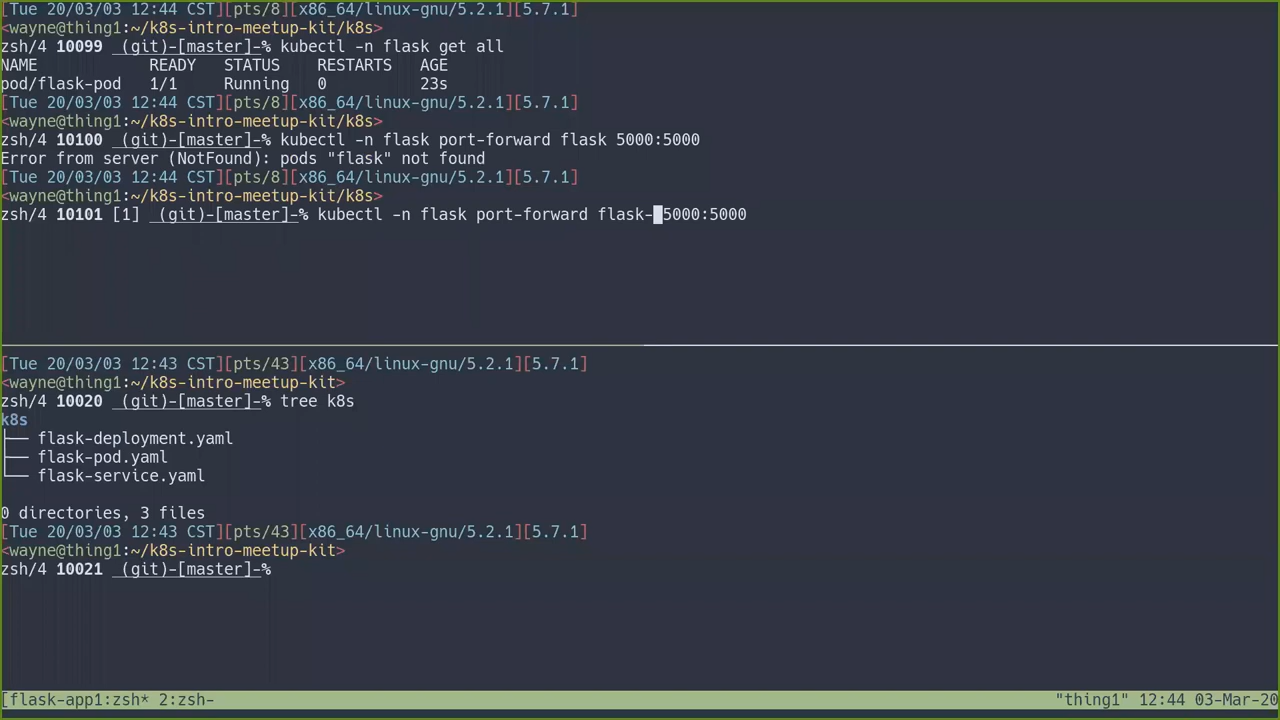 [Tue 20/03/03 12:44 CST][pts/8][x86_64/linux-gnu/5.2.1][5.7.1]
<wayne@thing1:~/k8s-intro-meetup-kit/k8s>
zsh/4 10099 _(git)-[master]-% kubectl -n flask get all
NAME READY STATUS RESTARTS AGE
pod/flask-pod 1/1 Running 0 23s
[Tue 20/03/03 12:44 CST][pts/8][x86_64/linux-gnu/5.2.1][5.7.1]
<wayne@thing1:~/k8s-intro-meetup-kit/k8s>
zsh/4 10100 _(git)-[master]-% kubectl -n flask port-forward flask 5000:5000
Error from server (NotFound): pods "flask" not found
[Tue 20/03/03 12:44 CST][pts/8][x86_64/linux-gnu/5.2.1][5.7.1]
<wayne@thing1:~/k8s-intro-meetup-kit/k8s>
zsh/4 10101 [1] _(git)-[master]-% kubectl -n flask port-forward flask- 5000:5000
[Tue 20/03/03 12:43 CST][pts/43][x86_64/linux-gnu/5.2.1][5.7.1]
<wayne@thing1:~/k8s-intro-meetup-kit>
zsh/4 10020 _(git)-[master]-% tree k8s
k8s
├── flask-deployment.yaml
├── flask-pod.yaml
└── flask-service.yaml
0 directories, 3 files
[Tue 20/03/03 12:43 CST][pts/43][x86_64/linux-gnu/5.2.1][5.7.1]
<wayne@thing1:~/k8s-intro-meetup-kit>
zsh/4 10021 _(git)-[master]-%
[flask-app1:zsh* 2:zsh- "thing1" 12:44 03-Mar-20